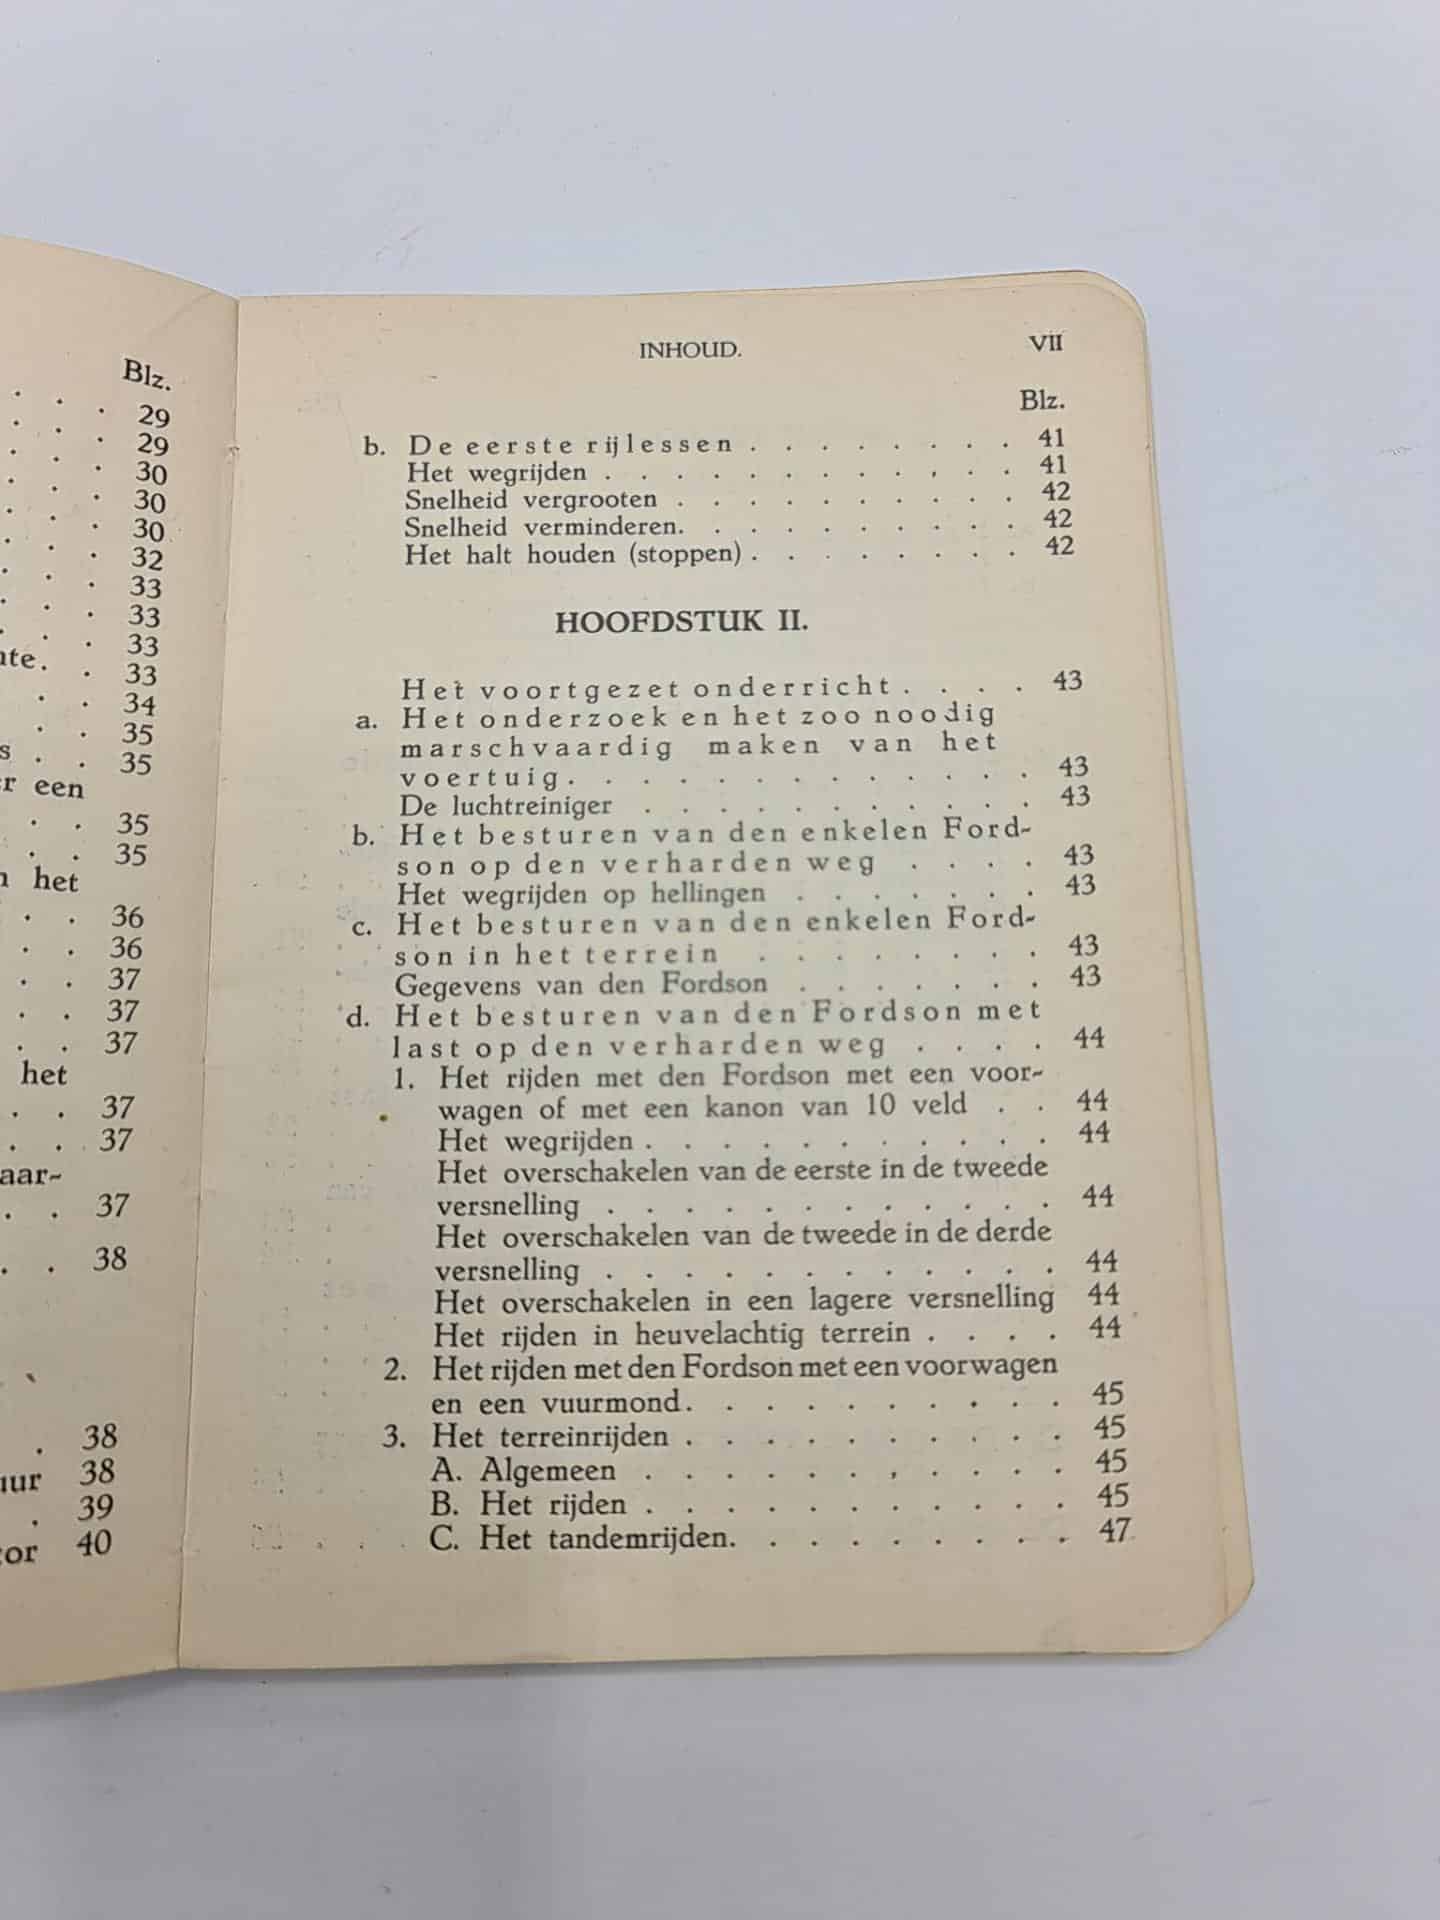 Blz.
29
29
30
30
30
32
33
33
33
33
34
35
35
een
35
35
het
36
36
37
37
37
het
37
37
37
38
38
38
39
40
INHOUD. VII
Blz.
b. De eerste rijlessen . . . . . . . . 41
Het wegrijden . . . . . . . . . . . . 41
Snelheid vergrooten . . . . . . . . . . 42
Snelheid verminderen. . . . . . . . . . 42
Het halt houden (stoppen) . . . . . . . . 42
HOOFDSTUK II.
Het voortgezet onderricht . . . . 43
a. Het onderzoek en het zoo noodig
marschvaardig maken van het
voertuig. . . . . . . . . . . . . 43
De luchtreiniger . . . . . . . . . . . 43
b. Het besturen van den enkelen Ford-
son op den verharden weg . . . . 43
Het wegrijden op hellingen . . . . . . . 43
c. Het besturen van den enkelen Ford-
son in het terrein . . . . . . . . 43
Gegevens van den Fordson . . . . . . . 43
d. Het besturen van den Fordson met
last op den verharden weg . . . . 44
1. Het rijden met den Fordson met een voor-
wagen of met een kanon van 10 veld . . 44
Het wegrijden . . . . . . . . . . . 44
Het overschakelen van de eerste in de tweede
versnelling . . . . . . . . . . . . 44
Het overschakelen van de tweede in de derde
versnelling . . . . . . . . . . . . 44
Het overschakelen in een lagere versnelling 44
Het rijden in heuvelachtig terrein . . . . 44
2. Het rijden met den Fordson met een voorwagen
en een vuurmond. . . . . . . . . . 45
3. Het terreinrijden . . . . . . . . . . 45
A. Algemeen . . . . . . . . . . . 45
B. Het rijden . . . . . . . . . . . 45
C. Het tandemrijden. . . . . . . . . 47